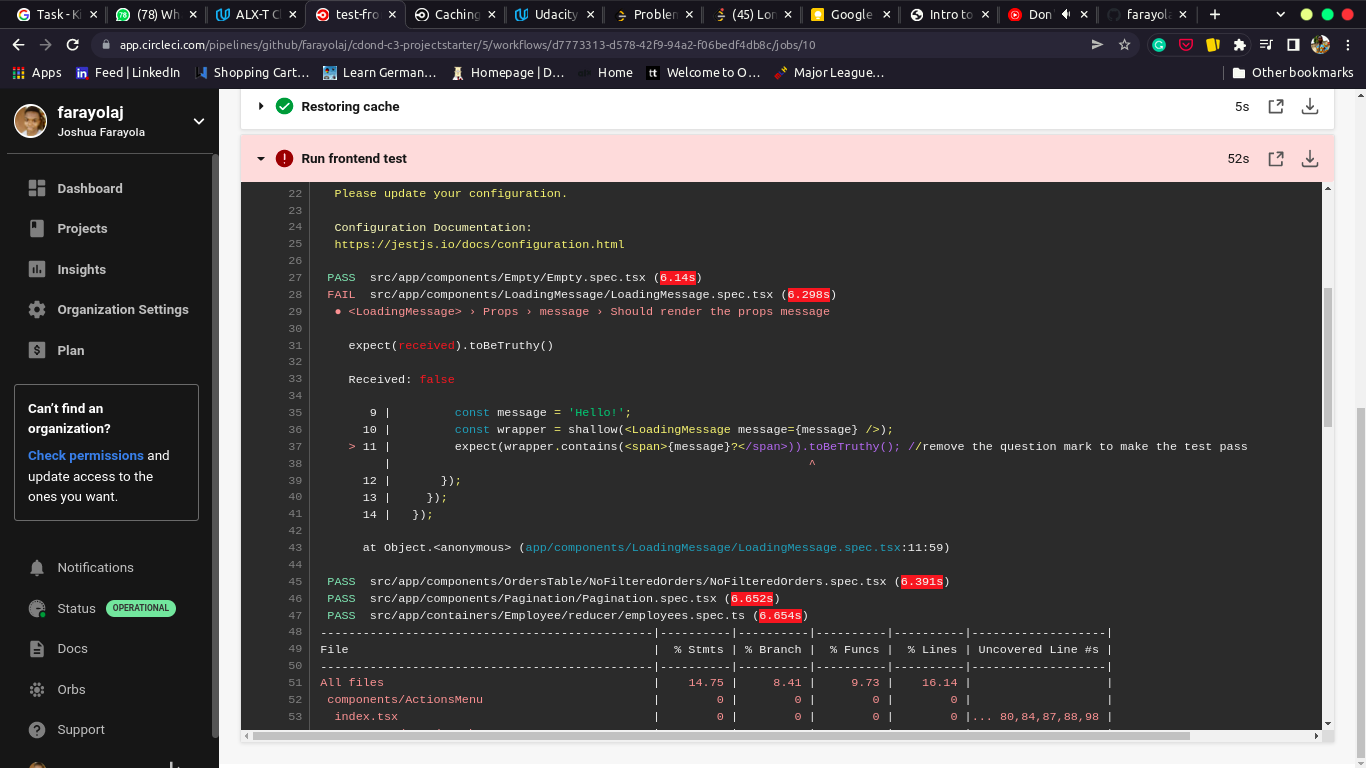 Task - Ki
(78) Wh
ALX-T Cl
test-fro
Caching
Udacity
Problen
(45) Lon
Google
Intro to
Don'
farayola
app.circleci.com/pipelines/github/farayolaj/cdond-c3-projectstarter/5/workflows/d7773313-d578-42f9-94a2-f06bedf4db8c/jobs/10
Apps
Feed | LinkedIn
Shopping Cart…
Learn German…
Homepage | D…
Home
Welcome to O…
Major League…
Other bookmarks
farayolaj
Joshua Farayola
Dashboard
Projects
Insights
Organization Settings
Plan
Can't find an
organization?
Check permissions and
update access to the
ones you want.
Notifications
Status OPERATIONAL
Docs
Orbs
Support
Restoring cache 5s
Run frontend test 52s
22 Please update your configuration.
23
24 Configuration Documentation:
25 https://jestjs.io/docs/configuration.html
26
27 PASS src/app/components/Empty/Empty.spec.tsx (6.14s)
28 FAIL src/app/components/LoadingMessage/LoadingMessage.spec.tsx (6.298s)
29 ● <LoadingMessage> › Props › message › Should render the props message
30
31 expect(received).toBeTruthy()
32
33 Received: false
34
35 9 | const message = 'Hello!';
36 10 | const wrapper = shallow(<LoadingMessage message={message} />);
37 > 11 | expect(wrapper.contains(<span>{message}?</span>)).toBeTruthy(); //remove the question mark to make the test pass
38 | ^
39 12 | });
40 13 | });
41 14 | });
42
43 at Object.<anonymous> (app/components/LoadingMessage/LoadingMessage.spec.tsx:11:59)
44
45 PASS src/app/components/OrdersTable/NoFilteredOrders/NoFilteredOrders.spec.tsx (6.391s)
46 PASS src/app/components/Pagination/Pagination.spec.tsx (6.652s)
47 PASS src/app/containers/Employee/reducer/employees.spec.ts (6.654s)
48 -----------------------------------------------|----------|----------|----------|----------|-------------------|
49 File | % Stmts | % Branch | % Funcs | % Lines | Uncovered Line #s |
50 -----------------------------------------------|----------|----------|----------|----------|-------------------|
51 All files | 14.75 | 8.41 | 9.73 | 16.14 | |
52 components/ActionsMenu | 0 | 0 | 0 | 0 | |
53 index.tsx | 0 | 0 | 0 | 0 |... 80,84,87,88,98 |